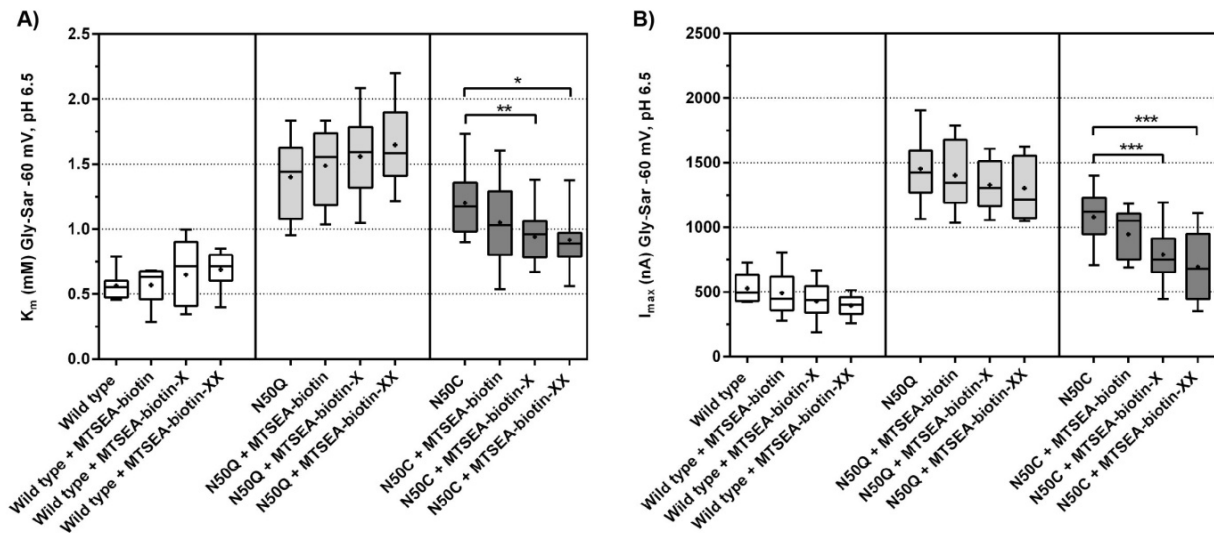 A)
K_m (mM) Gly-Sar -60 mV, pH 6.5
2.5
2.0
1.5
1.0
0.5
0.0
*
**
Wild type
Wild type + MTSEA-biotin
Wild type + MTSEA-biotin-X
Wild type + MTSEA-biotin-XX
N50Q
N50Q + MTSEA-biotin
N50Q + MTSEA-biotin-X
N50Q + MTSEA-biotin-XX
N50C
N50C + MTSEA-biotin
N50C + MTSEA-biotin-X
N50C + MTSEA-biotin-XX
B)
I_max (nA) Gly-Sar -60 mV, pH 6.5
2500
2000
1500
1000
500
0
***
***
Wild type
Wild type + MTSEA-biotin
Wild type + MTSEA-biotin-X
Wild type + MTSEA-biotin-XX
N50Q
N50Q + MTSEA-biotin
N50Q + MTSEA-biotin-X
N50Q + MTSEA-biotin-XX
N50C
N50C + MTSEA-biotin
N50C + MTSEA-biotin-X
N50C + MTSEA-biotin-XX